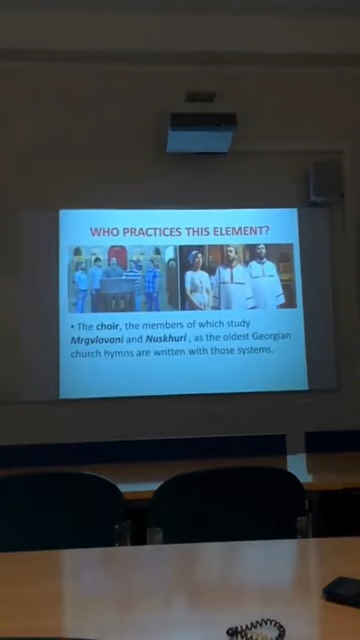 WHO PRACTICES THIS ELEMENT?
• The choir, the members of which study
Mrgvlovani and Nuskhuri , as the oldest Georgian
church hymns are written with those systems.